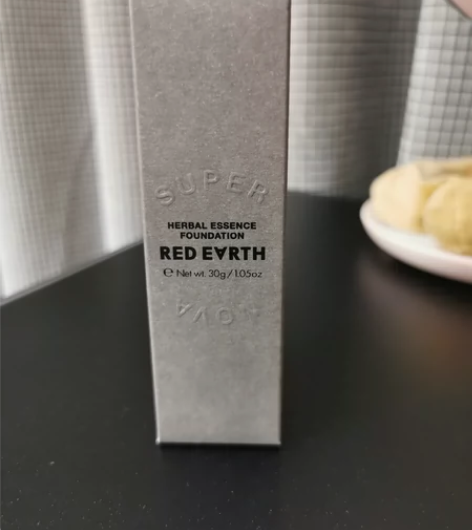 SUPER
HERBAL ESSENCE
FOUNDATION
RED EARTH
℮ Net wt. 30g/1.05oz
NOVA